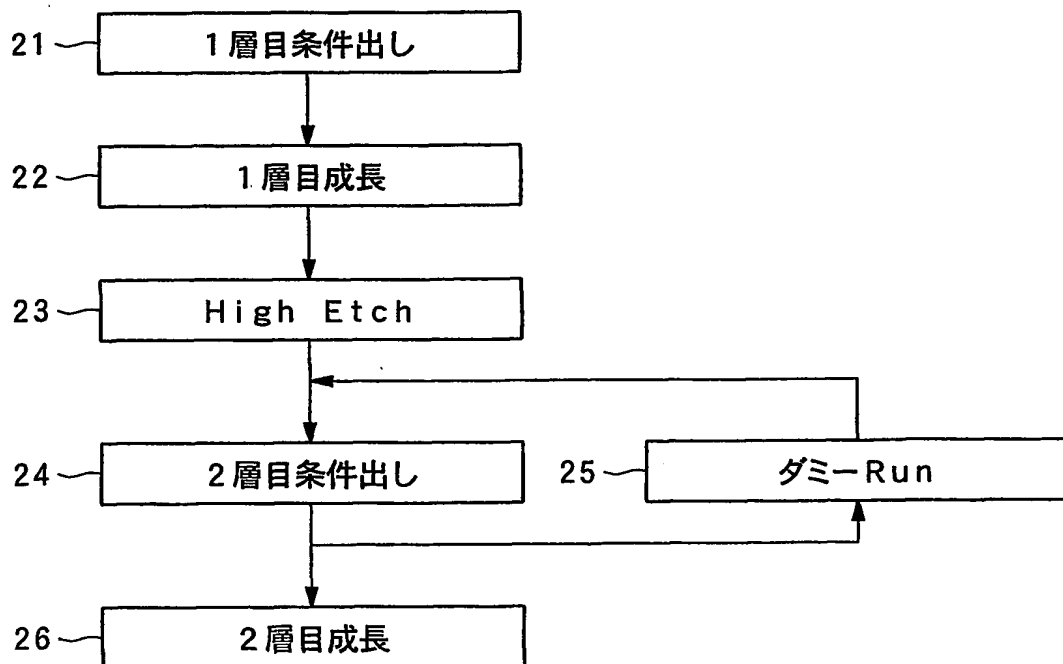 21 1層目条件出し
22 1層目成長
23 High Etch
24 2層目条件出し
25 ダミーRun
26 2層目成長